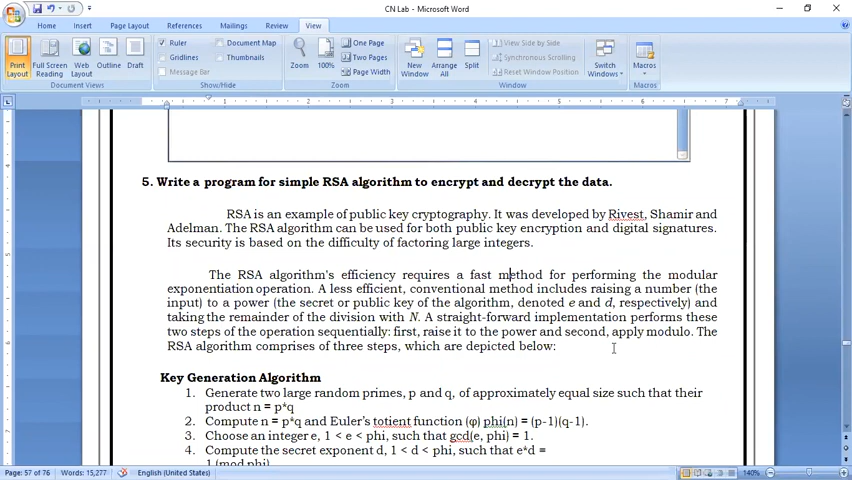 CN Lab - Microsoft Word
Home Insert Page Layout References Mailings Review View
Print Layout
Full Screen Reading
Web Layout
Outline
Draft
Document Views
Ruler
Gridlines
Message Bar
Document Map
Thumbnails
Show/Hide
Zoom
100%
One Page
Two Pages
Page Width
Zoom
New Window
Arrange All
Split
View Side by Side
Synchronous Scrolling
Reset Window Position
Window
Switch Windows
Macros
Macros
1 2 3 4 5 6 7
5. Write a program for simple RSA algorithm to encrypt and decrypt the data.
RSA is an example of public key cryptography. It was developed by Rivest, Shamir and
Adelman. The RSA algorithm can be used for both public key encryption and digital signatures.
Its security is based on the difficulty of factoring large integers.
The RSA algorithm's efficiency requires a fast method for performing the modular
exponentiation operation. A less efficient, conventional method includes raising a number (the
input) to a power (the secret or public key of the algorithm, denoted e and d, respectively) and
taking the remainder of the division with N. A straight-forward implementation performs these
two steps of the operation sequentially: first, raise it to the power and second, apply modulo. The
RSA algorithm comprises of three steps, which are depicted below:
Key Generation Algorithm
1. Generate two large random primes, p and q, of approximately equal size such that their
product n = p*q
2. Compute n = p*q and Euler's totient function (φ) phi(n) = (p-1)(q-1).
3. Choose an integer e, 1 < e < phi, such that gcd(e, phi) = 1.
4. Compute the secret exponent d, 1 < d < phi, such that e*d ≡
1 (mod phi).
Page: 57 of 76 Words: 15,277 English (United States) 140%